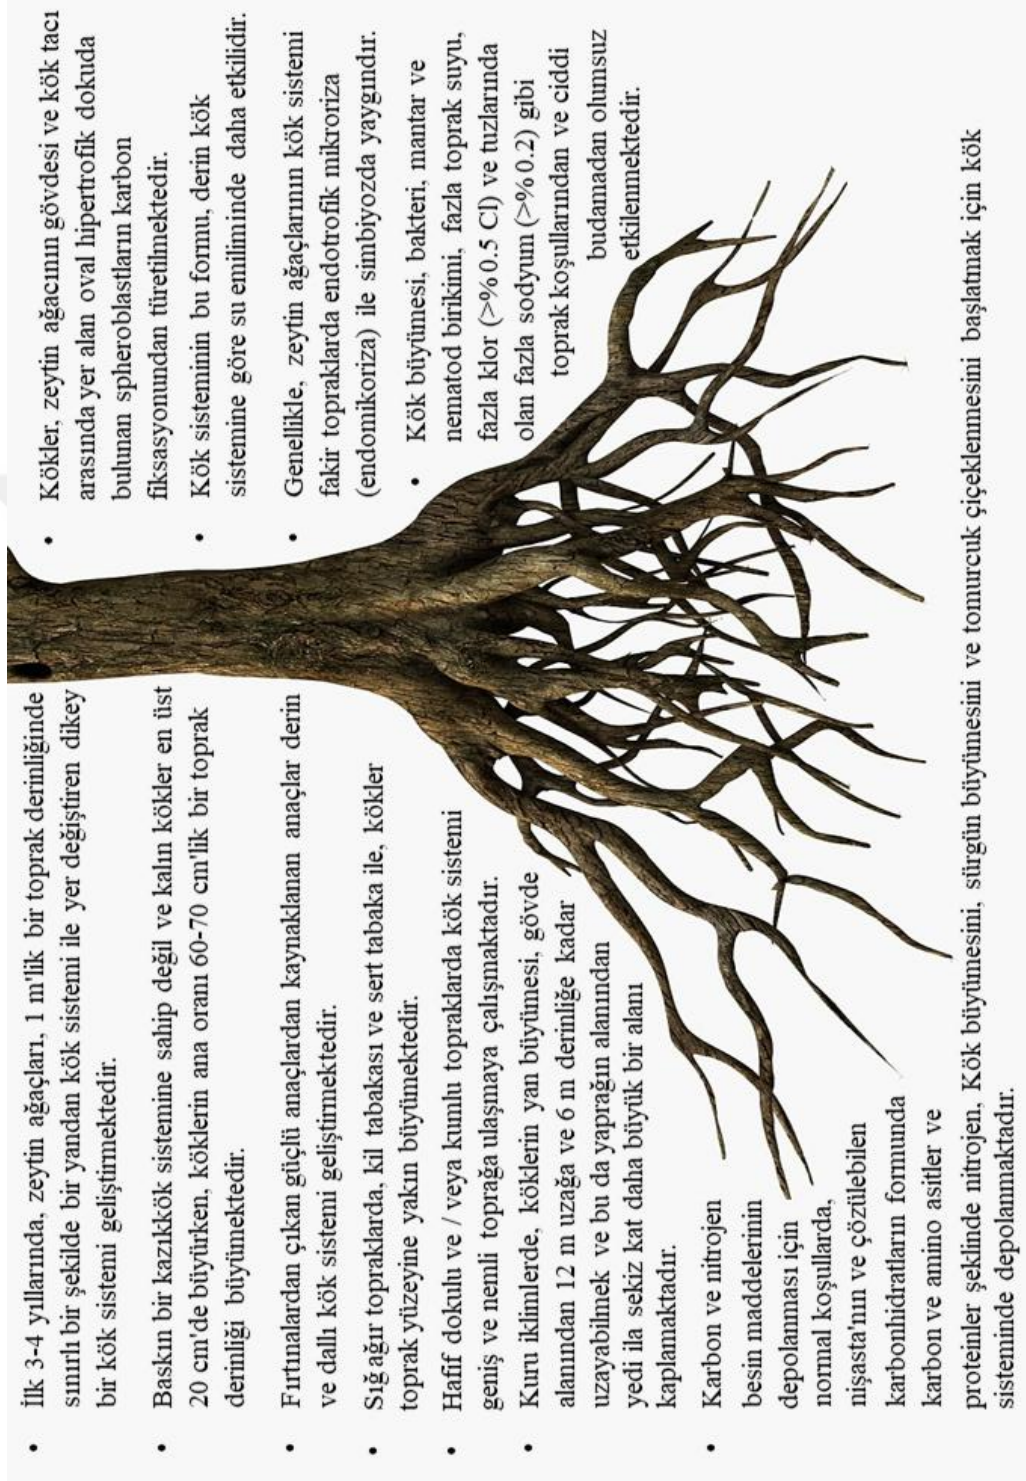 • İlk 3-4 yıllarında, zeytin ağaçları, 1 m'lik bir toprak derinliğinde
sınırlı bir şekilde bir yandan kök sistemi ile yer değiştiren dikey
bir kök sistemi geliştirmektedir.
• Baskın bir kazıkkök sistemine sahip değil ve kalın kökler en üst
20 cm'de büyürken, köklerin ana oranı 60-70 cm'lik bir toprak
derinliği büyümektedir.
• Fırtınalardan çıkan güçlü anaçlardan kaynaklanan anaçlar derin
ve dallı kök sistemi geliştirmektedir.
• Sığ ağır topraklarda, kil tabakası ve sert tabaka ile, kökler
toprak yüzeyine yakın büyümektedir.
• Hafif dokulu ve / veya kumlu topraklarda kök sistemi
geniş ve nemli toprağa ulaşmaya çalışmaktadır.
• Kuru iklimlerde, köklerin yan büyümesi, gövde
alanından 12 m uzağa ve 6 m derinliğe kadar
uzayabilmek ve bu da yaprağın alanından
yedi ila sekiz kat daha büyük bir alanı
kaplamaktadır.
• Karbon ve nitrojen
besin maddelerinin
depolanması için
normal koşullarda,
nişasta'nın ve çözülebilen
karbonhidratların formunda
karbon ve amino asitler ve
proteinler şeklinde nitrojen, Kök büyümesini, sürgün büyümesini ve tomurcuk çiçeklenmesini başlatmak için kök
sisteminde depolanmaktadır.
• Kökler, zeytin ağacının gövdesi ve kök tacı
arasında yer alan oval hipertrofik dokuda
bulunan spheroblastların karbon
fiksasyonundan türetilmektedir.
• Kök sisteminin bu formu, derin kök
sistemine göre su emiliminde daha etkilidir.
• Genellikle, zeytin ağaçlarının kök sistemi
fakir topraklarda endotrofik mikroriza
(endomikoriza) ile simbiyozda yaygındır.
• Kök büyümesi, bakteri, mantar ve
nematod birikimi, fazla toprak suyu,
fazla klor (>%0.5 CI) ve tuzlarında
olan fazla sodyum (>%0.2) gibi
toprak koşullarından ve ciddi
budamadan olumsuz
etkilenmektedir.